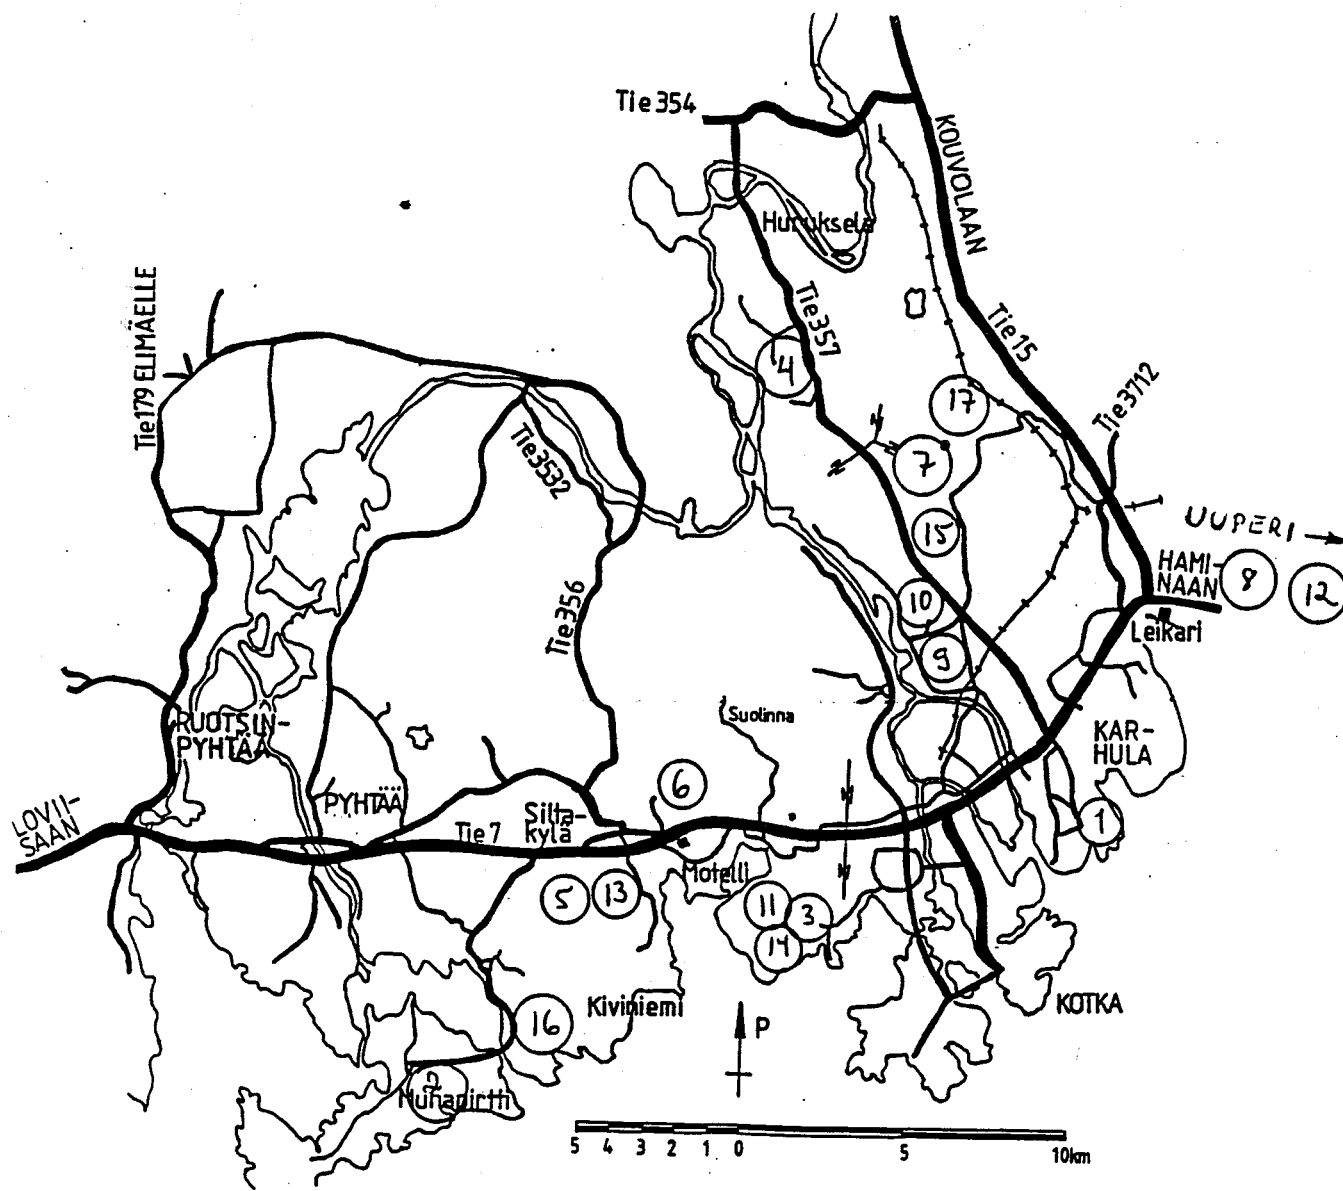 Tie 354
KOUVOLAAN
Huruksela
Tie 179 ELIMÄELLE
Tie 357
Tie 15
4
Tie 3712
17
Tie 3532
7
UUPERI
15
HAMI-
NAAN
8
12
Tie 356
10
Leikari
9
RUOTSIN-
PYHTÄÄ
Suolinna
KAR-
HULA
6
LOVII-
SAAN
PYHTÄÄ
Silta-
kylä
Tie 7
1
Motelli
5
13
11
3
14
Kiviniemi
KOTKA
16
P
2
5 4 3 2 1 0 5 10km